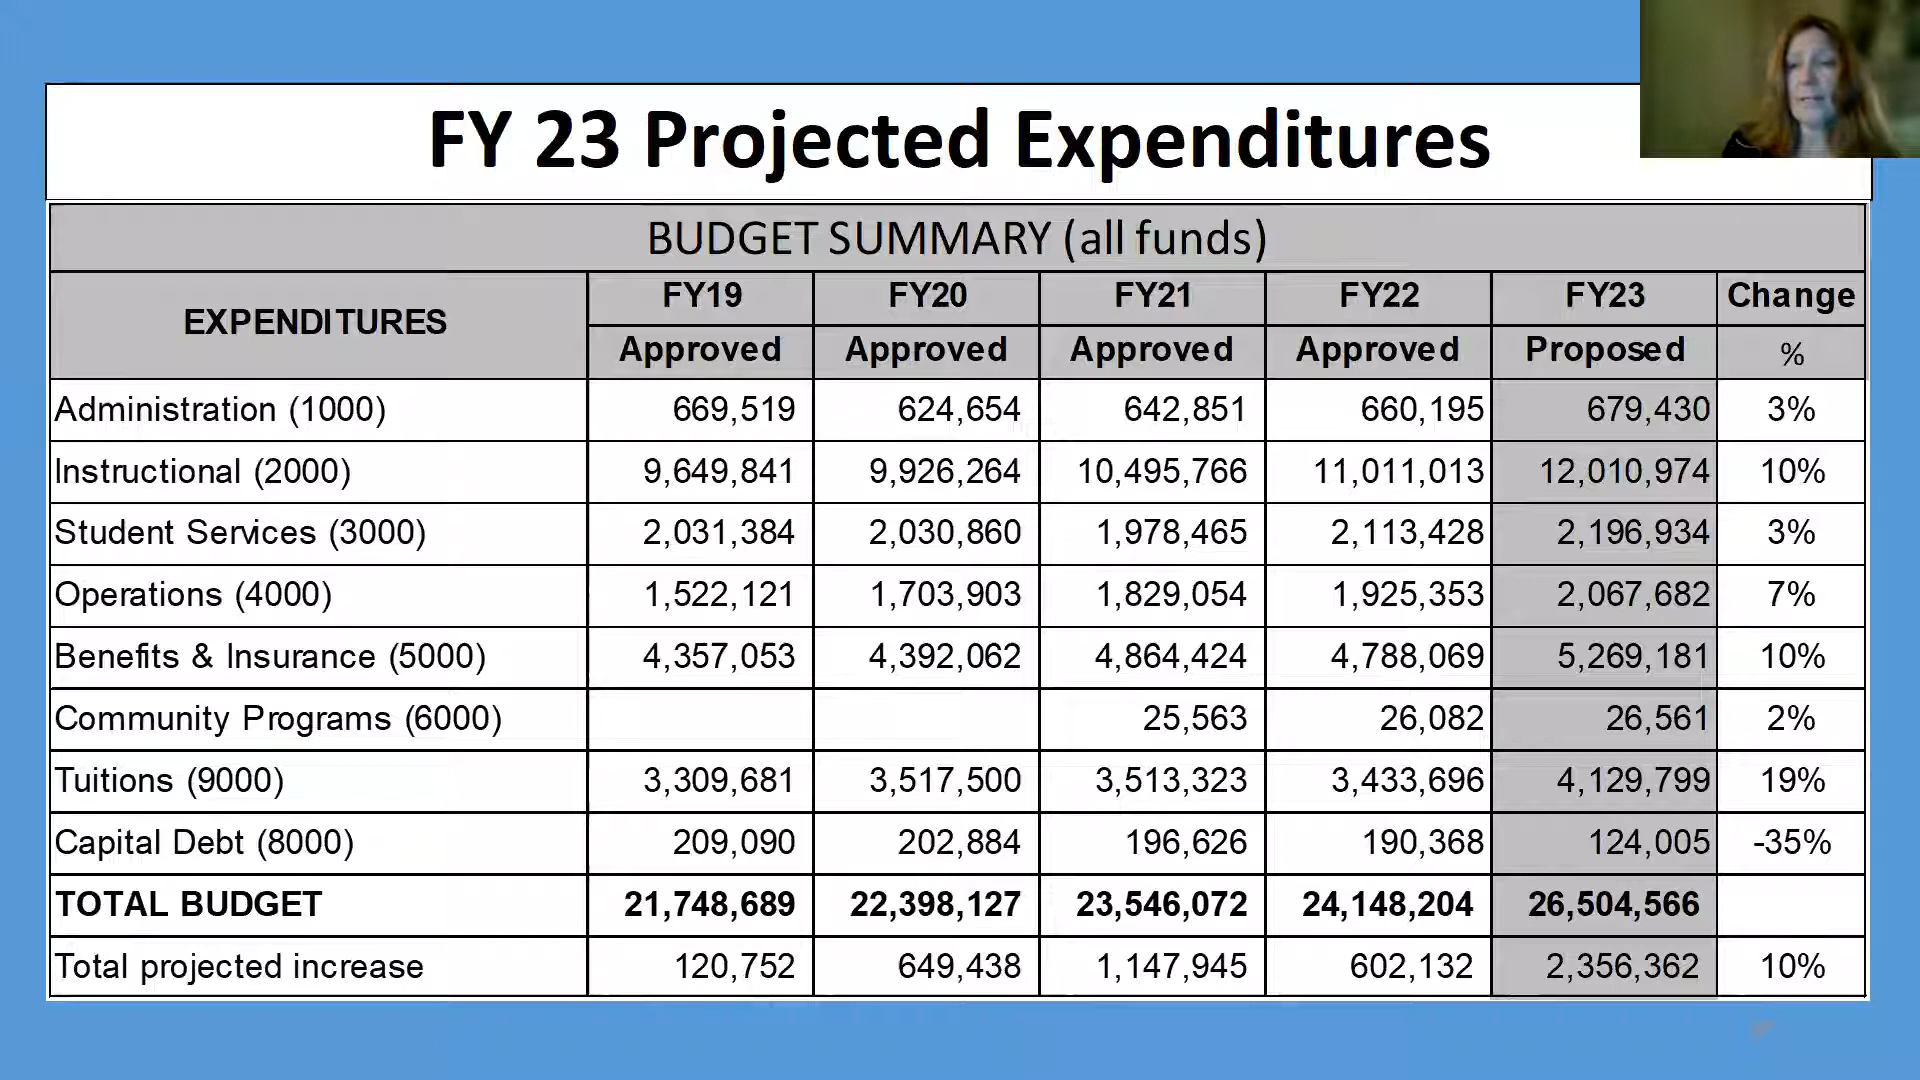 FY 23 Projected Expenditures
BUDGET SUMMARY (all funds)
EXPENDITURES FY19 FY20 FY21 FY22 FY23 Change
Approved Approved Approved Approved Proposed %
Administration (1000) 669,519 624,654 642,851 660,195 679,430 3%
Instructional (2000) 9,649,841 9,926,264 10,495,766 11,011,013 12,010,974 10%
Student Services (3000) 2,031,384 2,030,860 1,978,465 2,113,428 2,196,934 3%
Operations (4000) 1,522,121 1,703,903 1,829,054 1,925,353 2,067,682 7%
Benefits & Insurance (5000) 4,357,053 4,392,062 4,864,424 4,788,069 5,269,181 10%
Community Programs (6000) 25,563 26,082 26,561 2%
Tuitions (9000) 3,309,681 3,517,500 3,513,323 3,433,696 4,129,799 19%
Capital Debt (8000) 209,090 202,884 196,626 190,368 124,005 -35%
TOTAL BUDGET 21,748,689 22,398,127 23,546,072 24,148,204 26,504,566
Total projected increase 120,752 649,438 1,147,945 602,132 2,356,362 10%